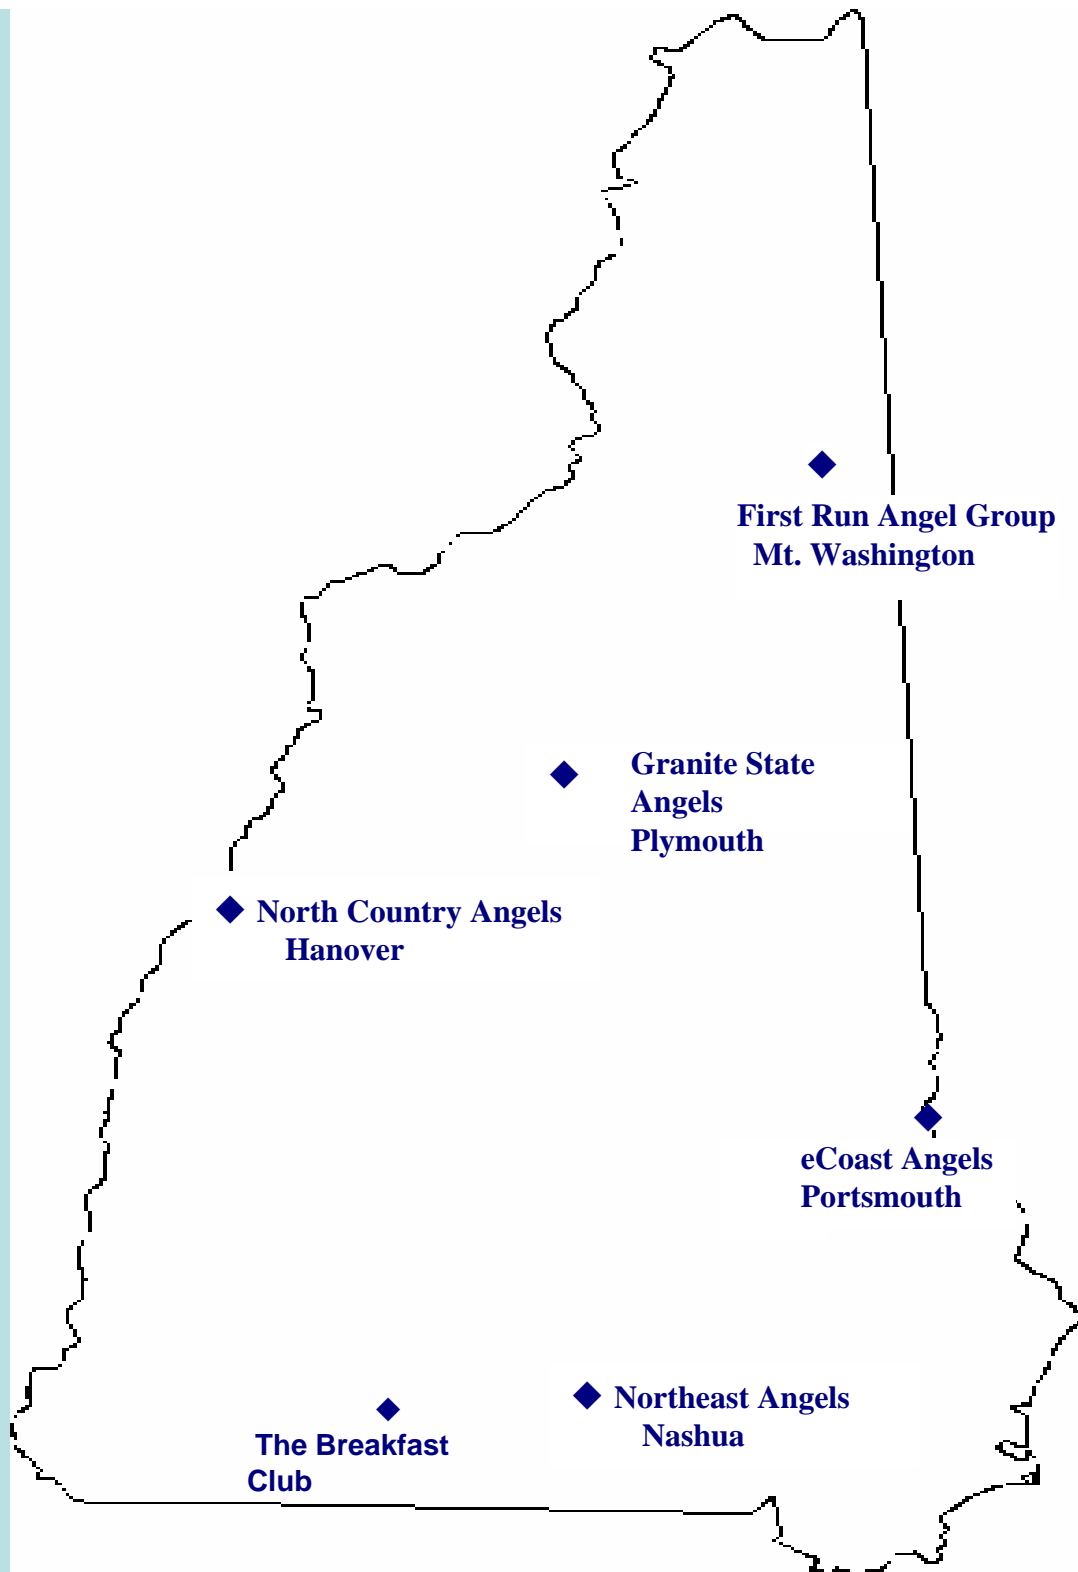 First Run Angel Group
Mt. Washington
Granite State
Angels
Plymouth
North Country Angels
Hanover
eCoast Angels
Portsmouth
Northeast Angels
Nashua
The Breakfast
Club